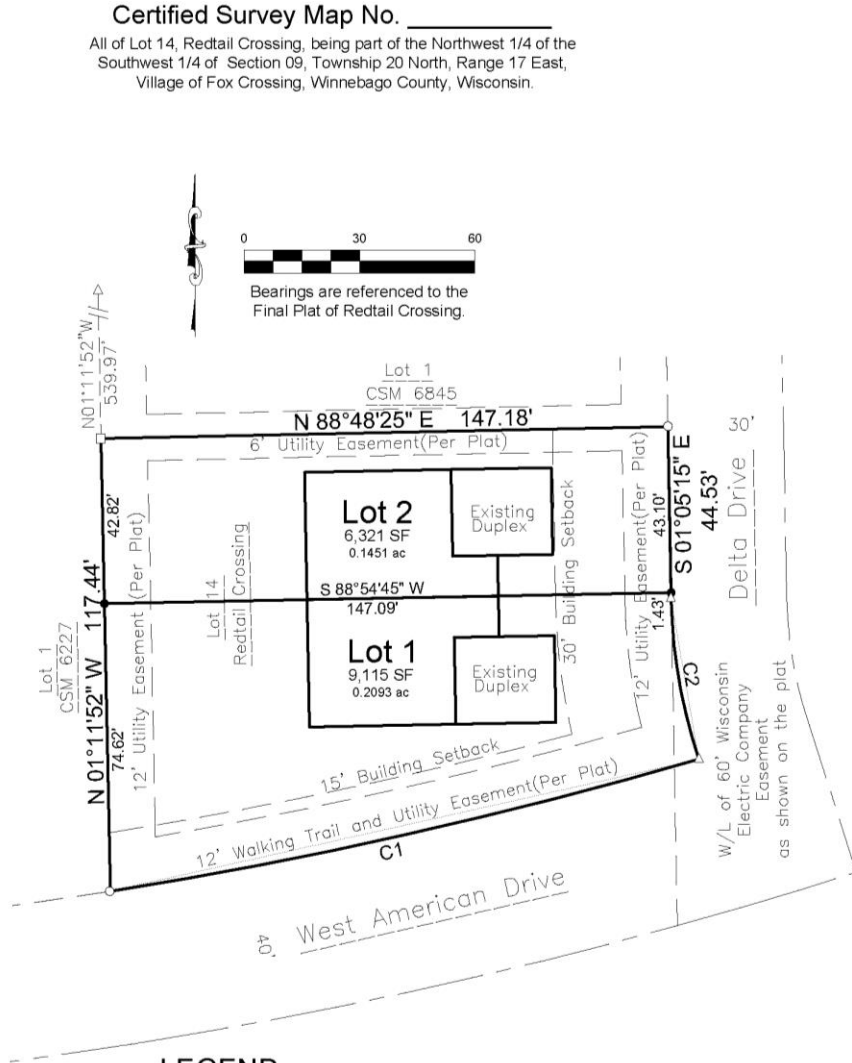 Certified Survey Map No. ____________
All of Lot 14, Redtail Crossing, being part of the Northwest 1/4 of the
Southwest 1/4 of Section 09, Township 20 North, Range 17 East,
Village of Fox Crossing, Winnebago County, Wisconsin.
0 30 60
Bearings are referenced to the
Final Plat of Redtail Crossing.
N01°11'52"W
539.97'
Lot 1
CSM 6845
N 88°48'25" E 147.18'
6' Utility Easement(Per Plat)
30'
S 01°05'15" E
44.53'
Delta Drive
42.82'
12' Utility Easement (Per Plat)
Lot 14
Redtail Crossing
Lot 2
6,321 SF
0.1451 ac
Existing
Duplex
30' Building Setback
12' Utility Easement(Per Plat)
43.10'
S 88°54'45" W
147.09'
1.43'
Lot 1
CSM 6227
N 01°11'52" W 117.44'
74.62'
Lot 1
9,115 SF
0.2093 ac
Existing
Duplex
C2
W/L of 60' Wisconsin
Electric Company
Easement
as shown on the plat
15' Building Setback
12' Walking Trail and Utility Easement(Per Plat)
C1
40'
West American Drive
LEGEND